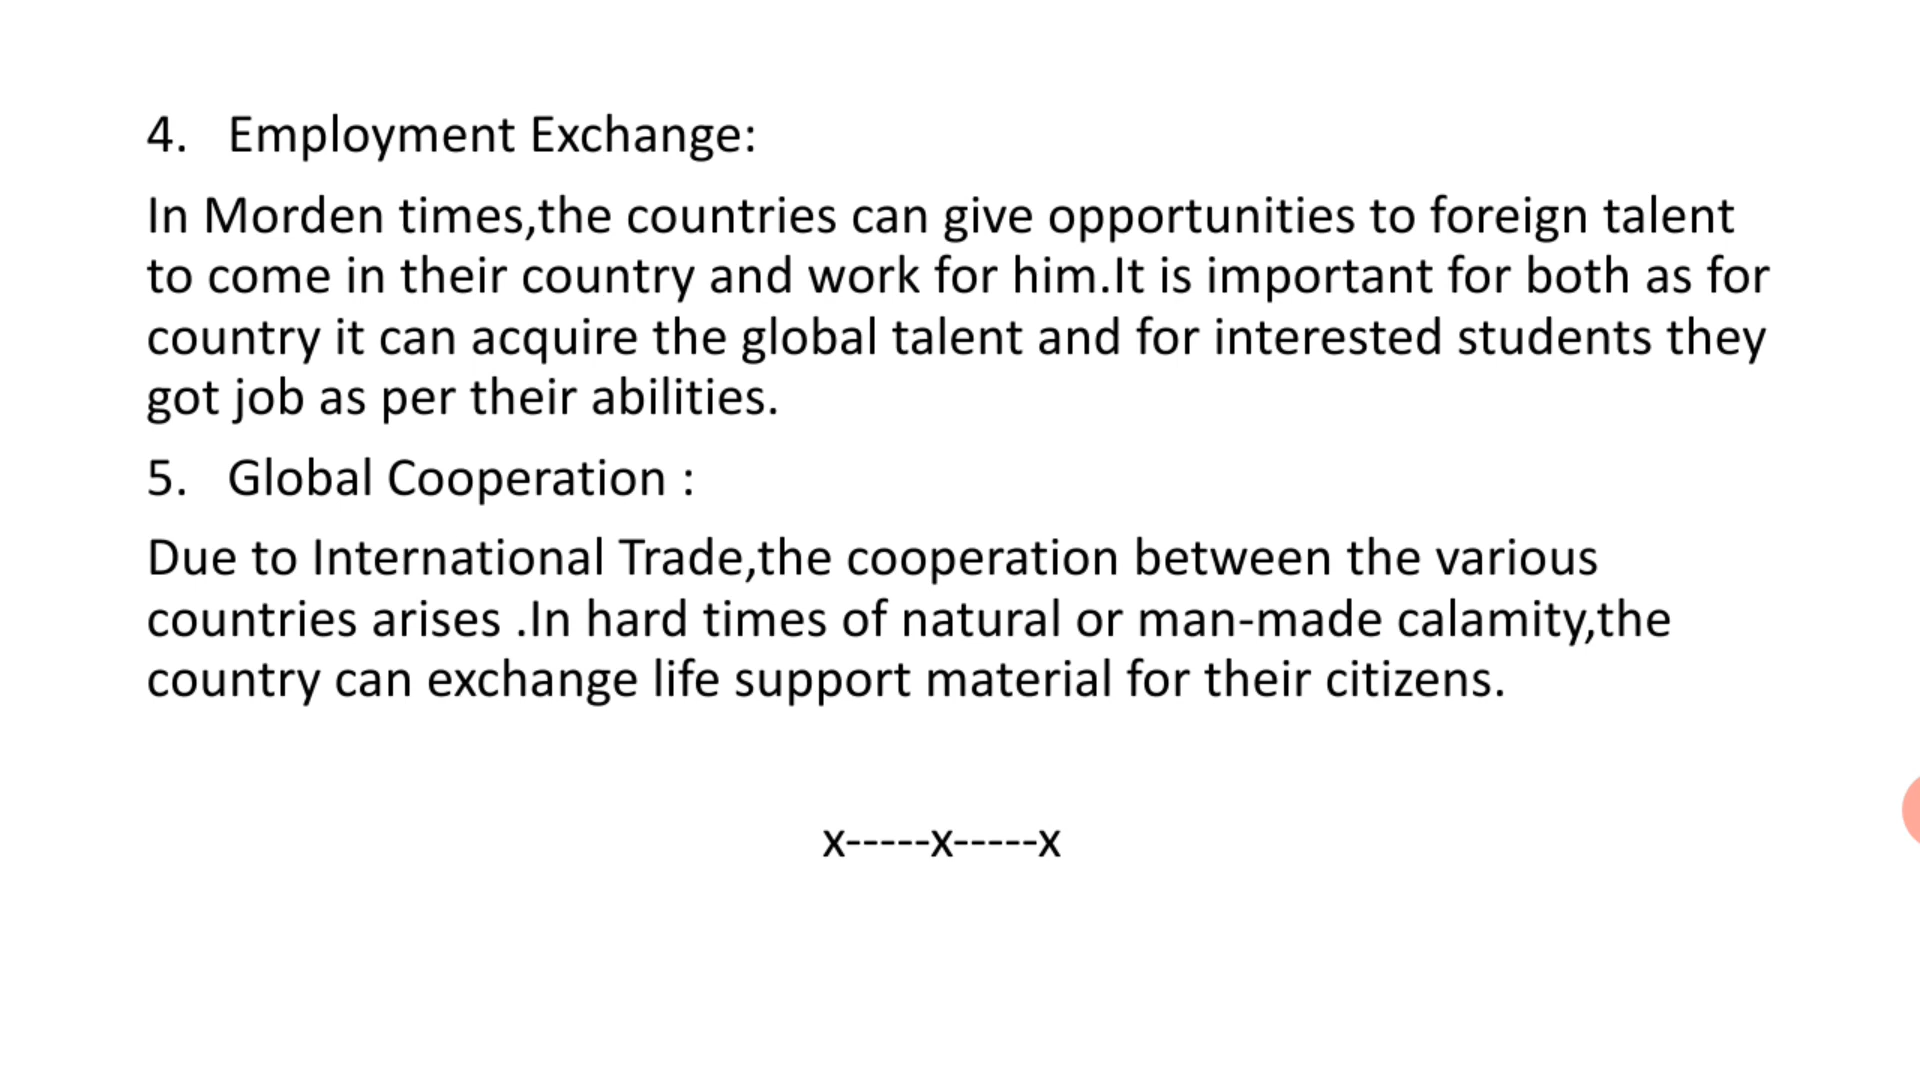 4. Employment Exchange:
In Morden times,the countries can give opportunities to foreign talent
to come in their country and work for him.It is important for both as for
country it can acquire the global talent and for interested students they
got job as per their abilities.
5. Global Cooperation :
Due to International Trade,the cooperation between the various
countries arises .In hard times of natural or man-made calamity,the
country can exchange life support material for their citizens.
x-----x-----x